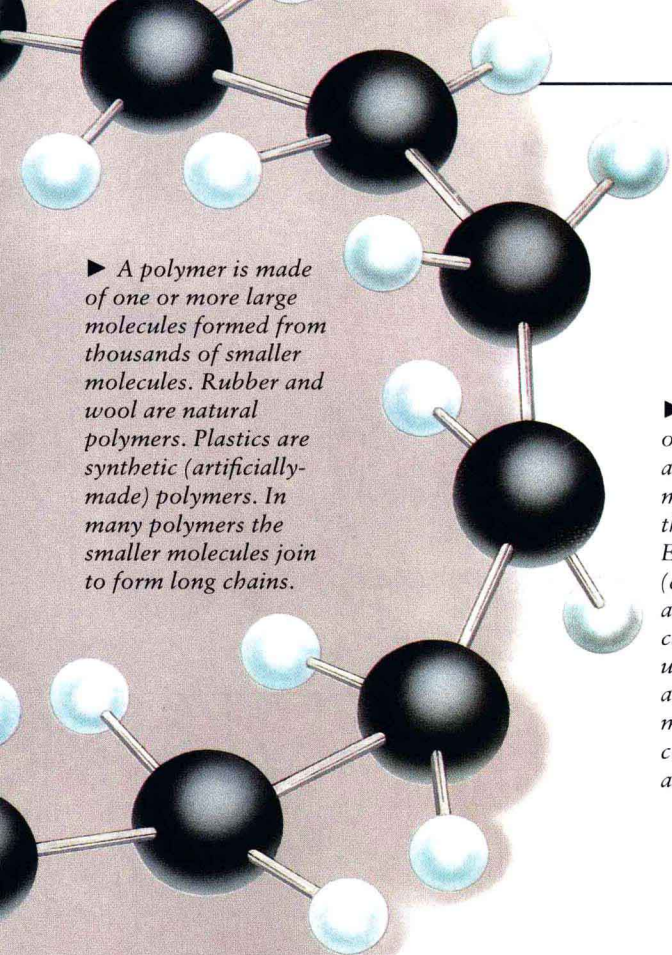 ► A polymer is made
of one or more large
molecules formed from
thousands of smaller
molecules. Rubber and
wool are natural
polymers. Plastics are
synthetic (artificially-
made) polymers. In
many polymers the
smaller molecules join
to form long chains.